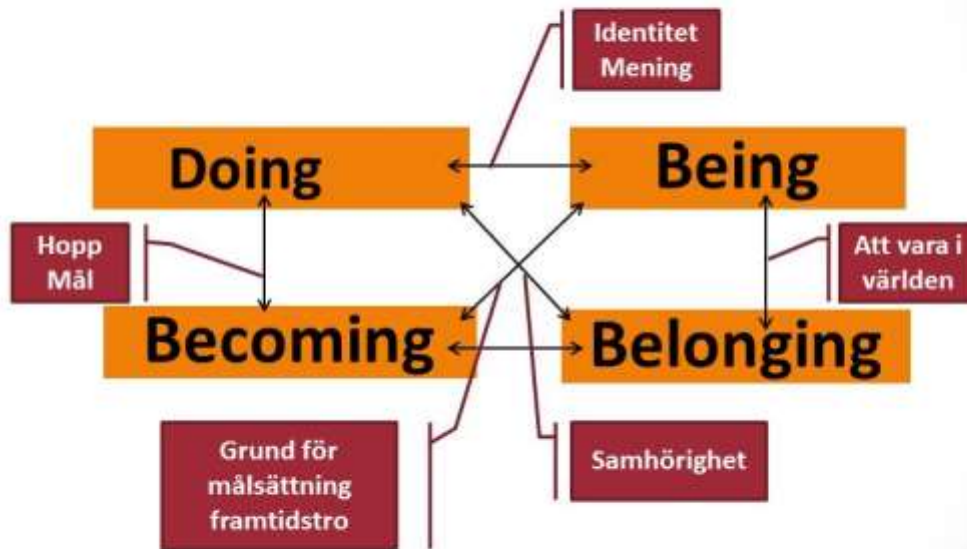 Identitet
Mening
Doing
Being
Hopp
Mål
Att vara i
världen
Becoming
Belonging
Grund för
målsättning
framtidstro
Samhörighet